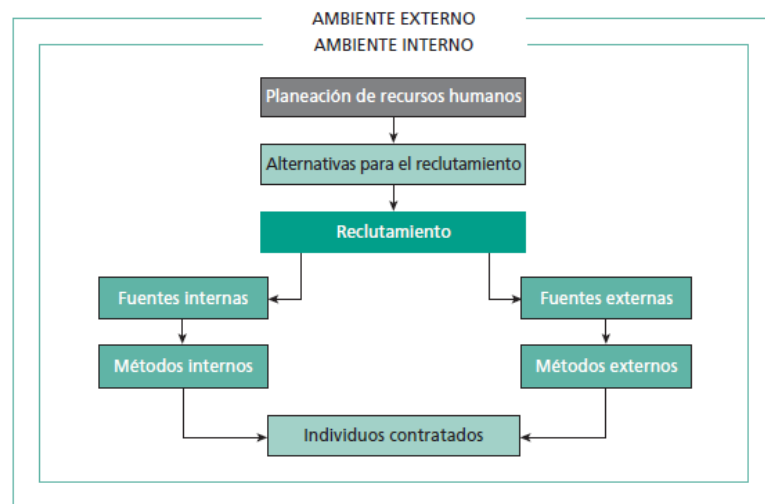 AMBIENTE EXTERNO
AMBIENTE INTERNO
Planeación de recursos humanos
Alternativas para el reclutamiento
Reclutamiento
Fuentes internas
Fuentes externas
Métodos internos
Métodos externos
Individuos contratados